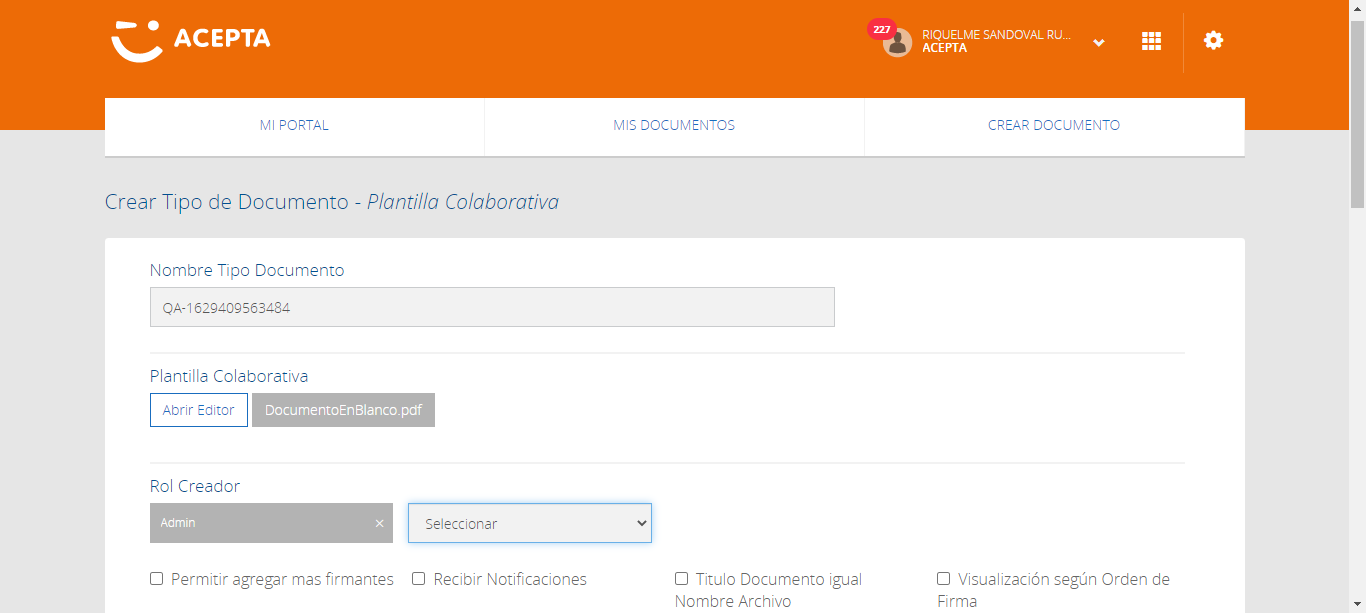 ACEPTA
227
RIQUELME SANDOVAL RU...
ACEPTA
MI PORTAL
MIS DOCUMENTOS
CREAR DOCUMENTO
Crear Tipo de Documento - Plantilla Colaborativa
Nombre Tipo Documento
QA-1629409563484
Plantilla Colaborativa
Abrir Editor
DocumentoEnBlanco.pdf
Rol Creador
Admin ×
Seleccionar
Permitir agregar mas firmantes
Recibir Notificaciones
Titulo Documento igual
Nombre Archivo
Visualización según Orden de
Firma